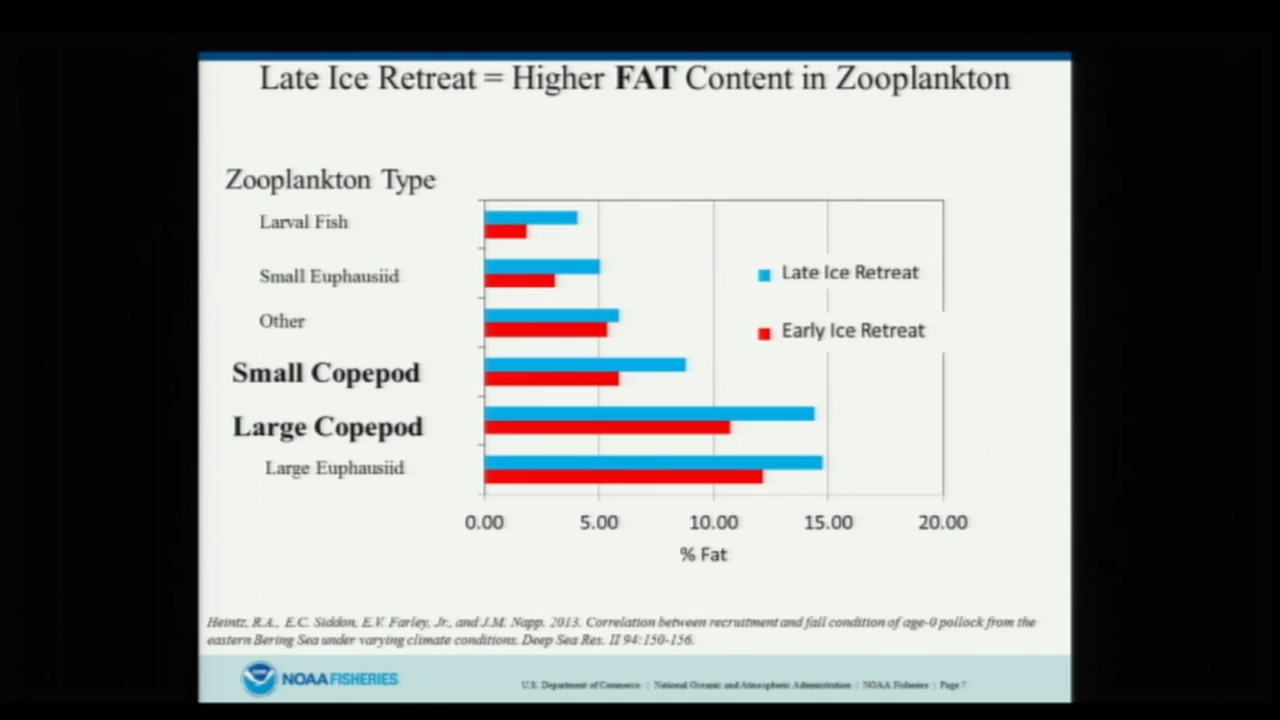 Late Ice Retreat = Higher FAT Content in Zooplankton
Zooplankton Type
Larval Fish
Small Euphausiid
Other
Small Copepod
Large Copepod
Large Euphausiid
Late Ice Retreat
Early Ice Retreat
0.00 5.00 10.00 15.00 20.00
% Fat
Heintz, R.A., E.C. Siddon, E.V. Farley, Jr., and J.M. Napp. 2013. Correlation between recruitment and fall condition of age-0 pollock from the
eastern Bering Sea under varying climate conditions. Deep Sea Res. II 94:150-156.
NOAA FISHERIES
U.S. Department of Commerce | National Oceanic and Atmospheric Administration | NOAA Fisheries | Page 7